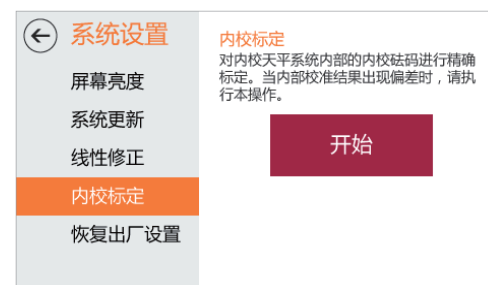 系统设置
屏幕亮度
系统更新
线性修正
内校标定
恢复出厂设置
内校标定
对内校天平系统内部的内校砝码进行精确
标定。当内部校准结果出现偏差时，请执
行本操作。
开始